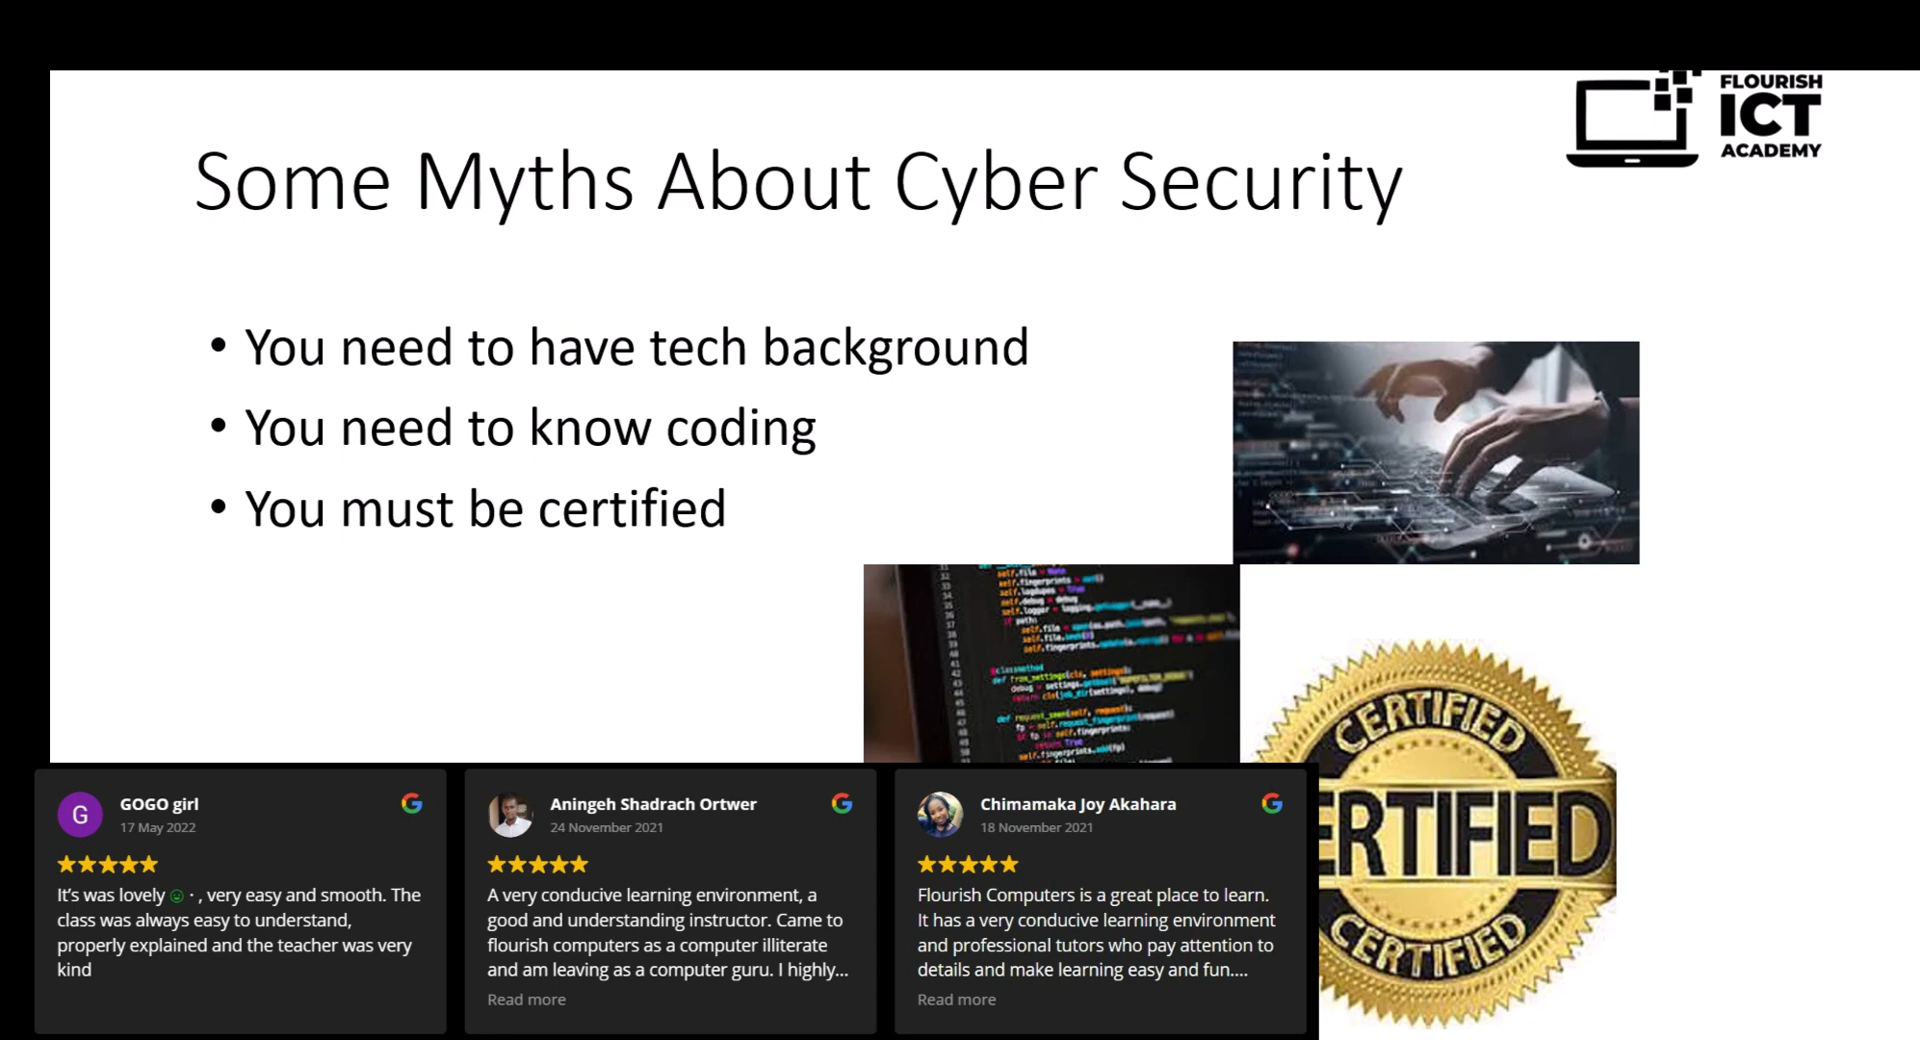 FLOURISH
ICT
ACADEMY
Some Myths About Cyber Security
• You need to have tech background
• You need to know coding
• You must be certified
CERTIFIED
ERTIFIED
CERTIFIED
G
GOGO girl
17 May 2022
It's was lovely · , very easy and smooth. The
class was always easy to understand,
properly explained and the teacher was very
kind
Aningeh Shadrach Ortwer
24 November 2021
A very conducive learning environment, a
good and understanding instructor. Came to
flourish computers as a computer illiterate
and am leaving as a computer guru. I highly...
Read more
Chimamaka Joy Akahara
18 November 2021
Flourish Computers is a great place to learn.
It has a very conducive learning environment
and professional tutors who pay attention to
details and make learning easy and fun....
Read more